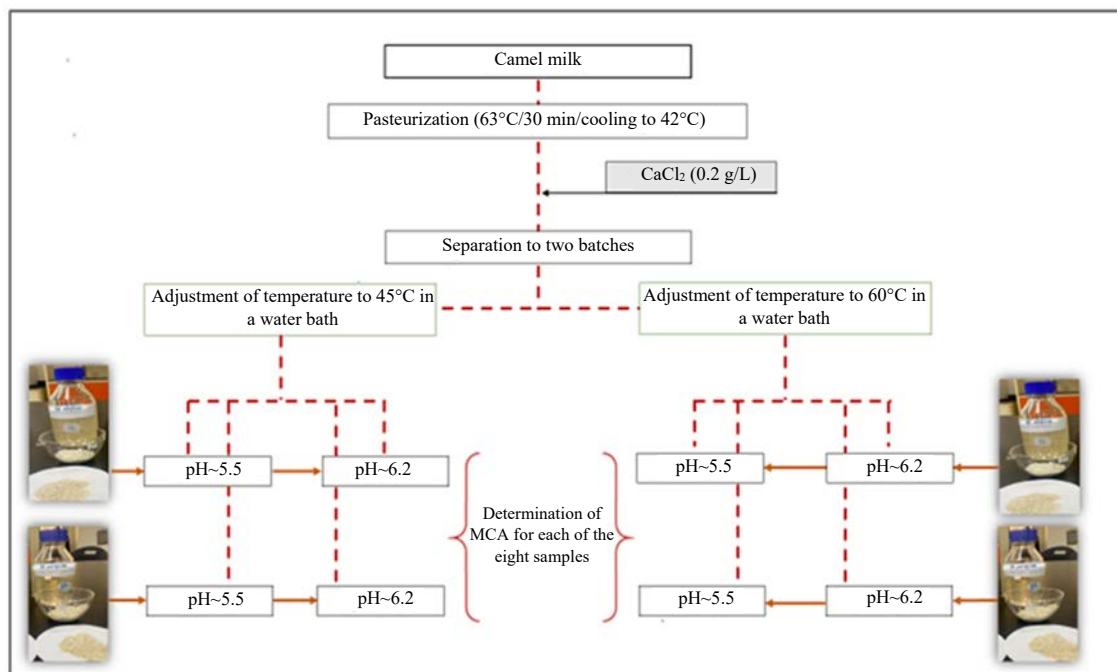 Camel milk
Pasteurization (63°C/30 min/cooling to 42°C)
CaCl₂ (0.2 g/L)
Separation to two batches
Adjustment of temperature to 45°C in
a water bath
Adjustment of temperature to 60°C in
a water bath
pH~5.5
pH~6.2
pH~5.5
pH~6.2
Determination of
MCA for each of the
eight samples
pH~5.5
pH~6.2
pH~5.5
pH~6.2